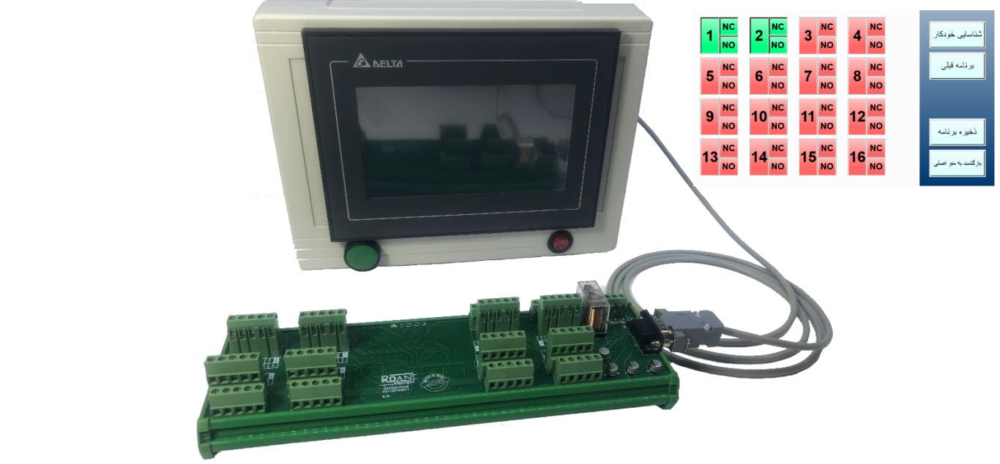 DELTA
1 NC NO 2 NC NO 3 NC NO 4 NC NO
5 NC NO 6 NC NO 7 NC NO 8 NC NO
9 NC NO 10 NC NO 11 NC NO 12 NC NO
13 NC NO 14 NC NO 15 NC NO 16 NC NO
شناسایی خودکار
برنامه قبلی
ذخیره برنامه
بازگشت به منو اصلی
RDAN
MADE IN IRAN
S.N: